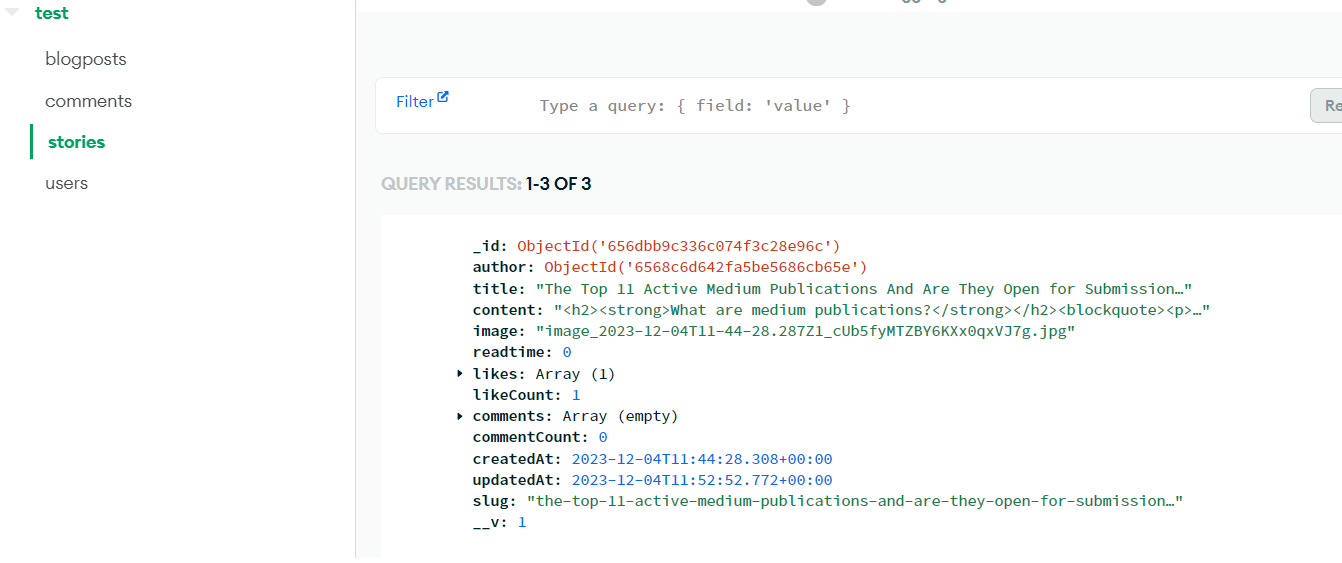 test
blogposts
comments
stories
users
Filter
Type a query: { field: 'value' }
Re
QUERY RESULTS: 1-3 OF 3
_id: ObjectId('656dbb9c336c074f3c28e96c')
author: ObjectId('6568c6d642fa5be5686cb65e')
title: "The Top 11 Active Medium Publications And Are They Open for Submission…"
content: "<h2><strong>What are medium publications?</strong></h2><blockquote><p>…"
image: "image_2023-12-04T11-44-28.287Z1_cUb5fyMTZBY6KXx0qxVJ7g.jpg"
readtime: 0
likes: Array (1)
likeCount: 1
comments: Array (empty)
commentCount: 0
createdAt: 2023-12-04T11:44:28.308+00:00
updatedAt: 2023-12-04T11:52:52.772+00:00
slug: "the-top-11-active-medium-publications-and-are-they-open-for-submission…"
__v: 1